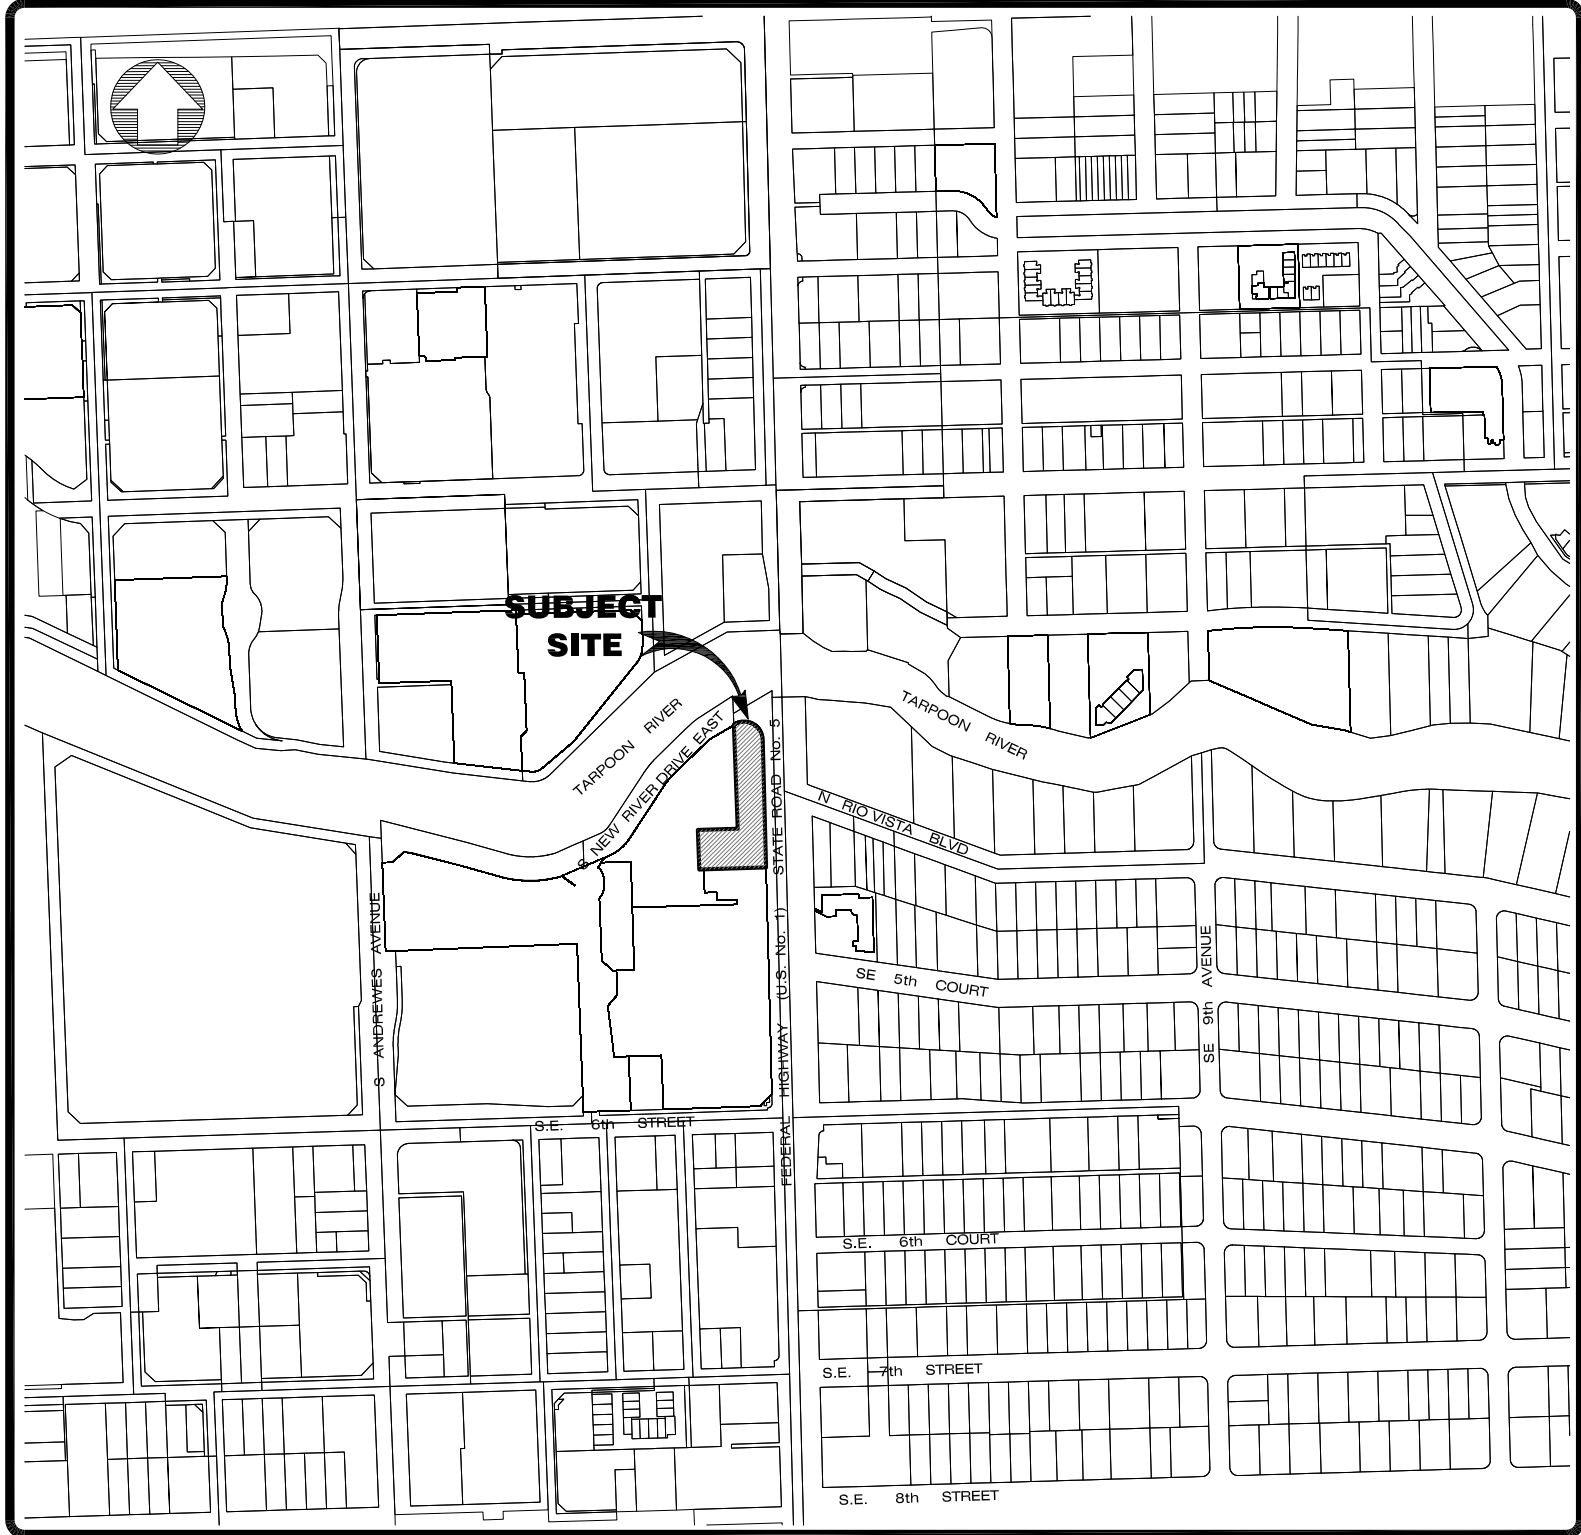 SUBJECT
SITE
TARPOON RIVER
TARPOON RIVER
S NEW RIVER DRIVE EAST
N RIO VISTA BLVD
S ANDREWES AVENUE
FEDERAL HIGHWAY (U.S. No. 1) STATE ROAD No. 5
SE 5th COURT
SE 9th AVENUE
S.E. 6th STREET
S.E. 6th COURT
S.E. 7th STREET
S.E. 8th STREET